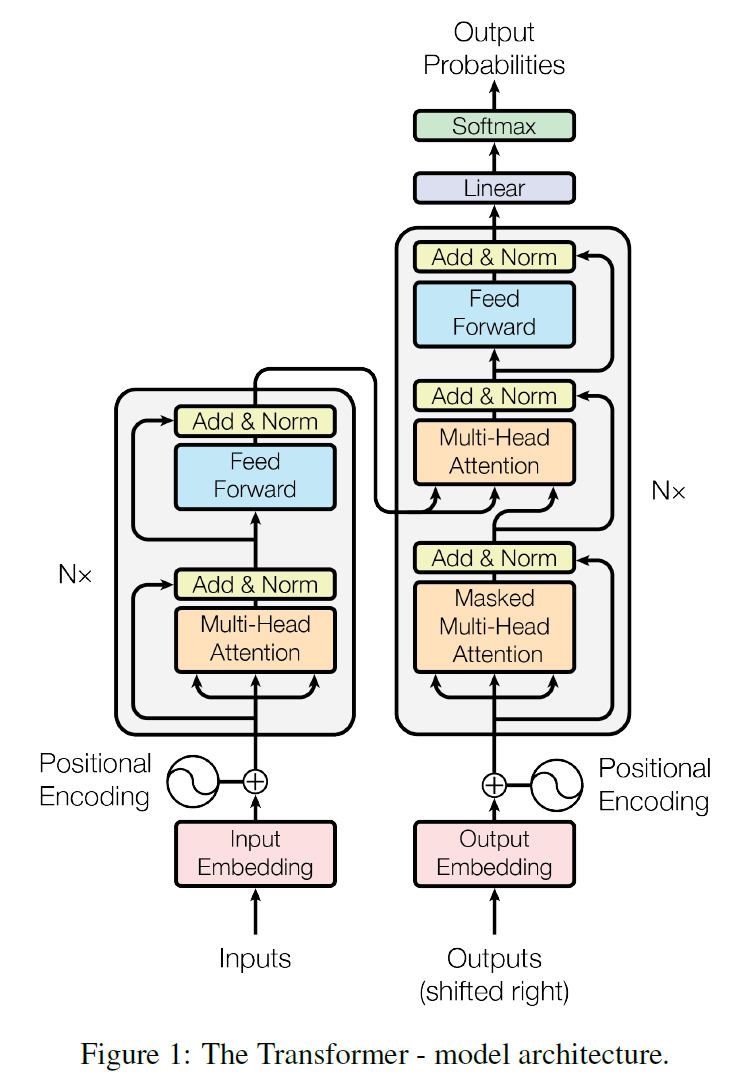 Output
Probabilities
Softmax
Linear
Add & Norm
Feed
Forward
Add & Norm
Multi-Head
Attention
Nx
Add & Norm
Masked
Multi-Head
Attention
Add & Norm
Feed
Forward
Nx
Add & Norm
Multi-Head
Attention
Positional
Encoding
Positional
Encoding
Input
Embedding
Output
Embedding
Inputs
Outputs
(shifted right)
Figure 1: The Transformer - model architecture.